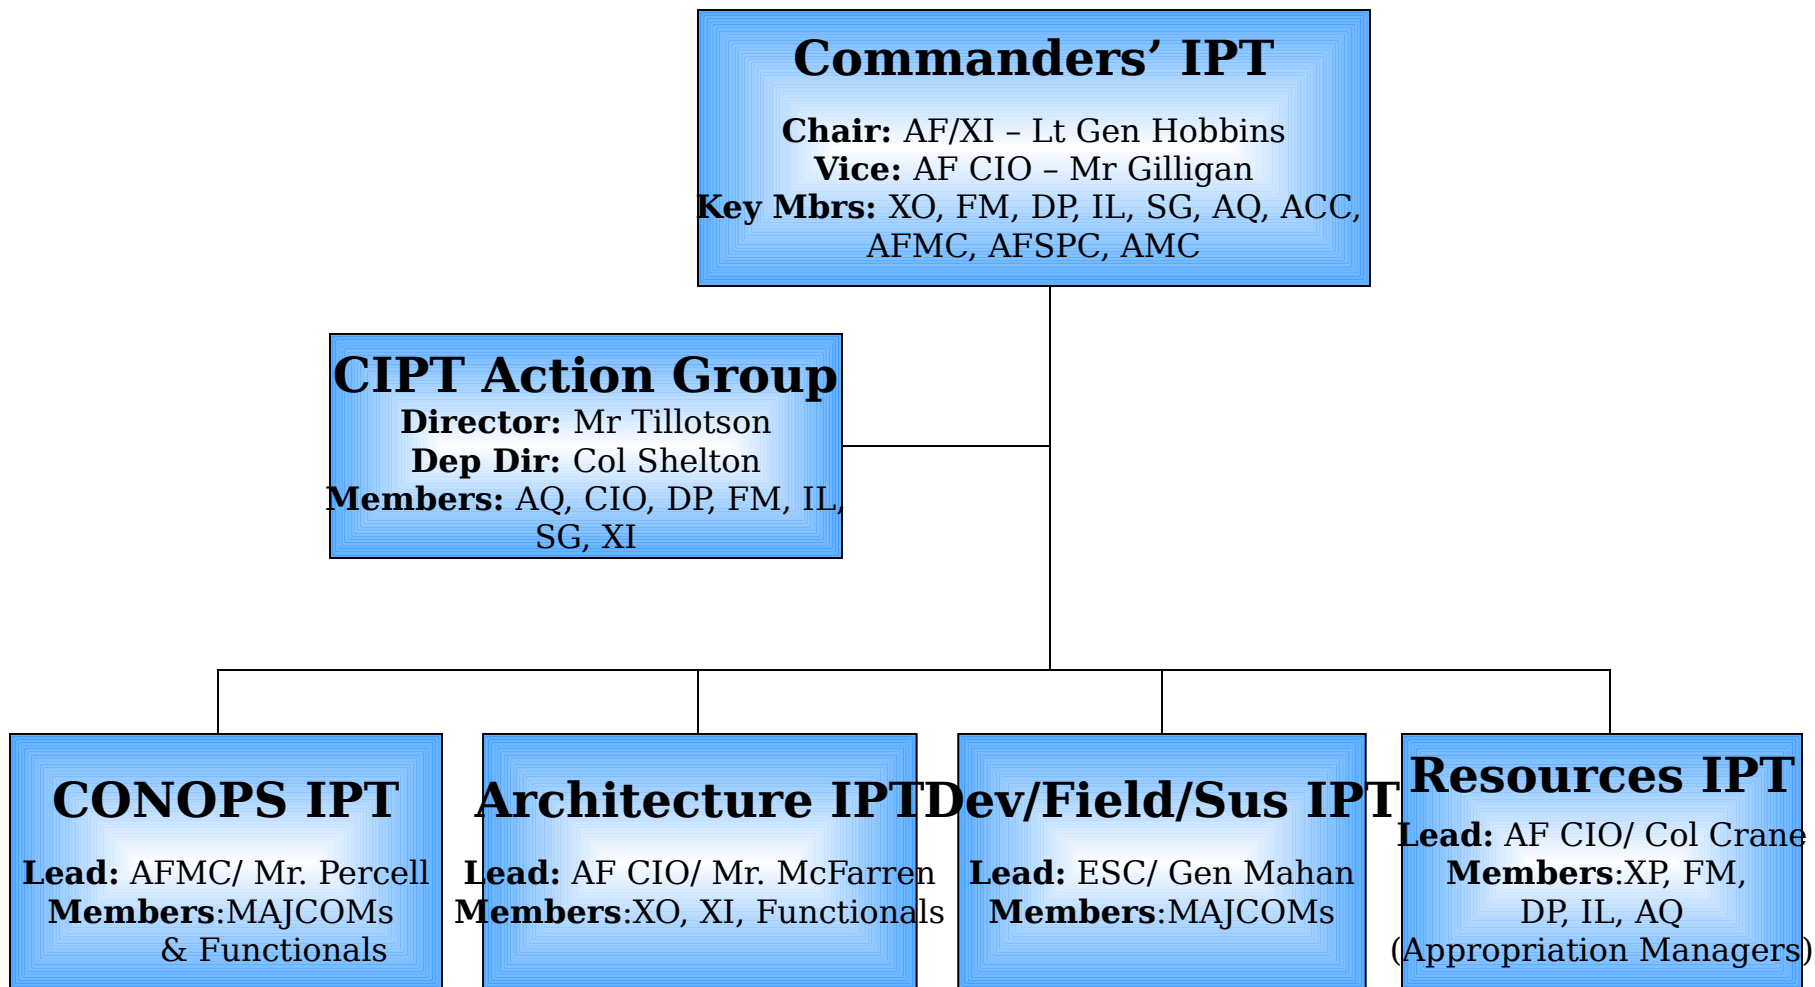 Commanders’ IPT
Chair: AF/XI – Lt Gen Hobbins
Vice: AF CIO – Mr Gilligan
Key Mbrs: XO, FM, DP, IL, SG, AQ, ACC,
AFMC, AFSPC, AMC
CIPT Action Group
Director: Mr Tillotson
Dep Dir: Col Shelton
Members: AQ, CIO, DP, FM, IL,
SG, XI
CONOPS IPT
Lead: AFMC/ Mr. Percell
Members:MAJCOMs
& Functionals
Architecture IPT
Lead: AF CIO/ Mr. McFarren
Members:XO, XI, Functionals
Dev/Field/Sus IPT
Lead: ESC/ Gen Mahan
Members:MAJCOMs
Resources IPT
Lead: AF CIO/ Col Crane
Members:XP, FM,
DP, IL, AQ
(Appropriation Managers)